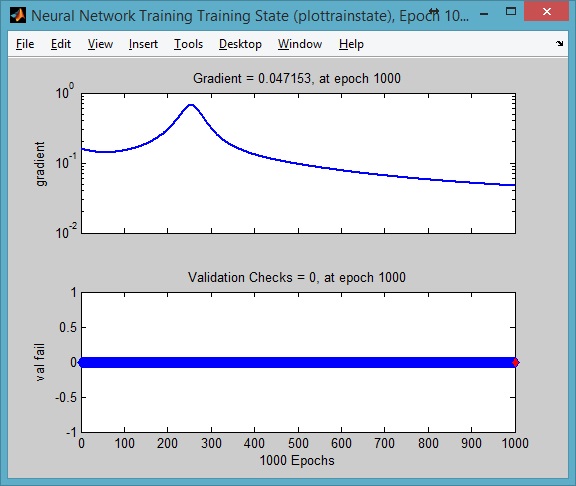 Neural Network Training Training State (plottrainstate), Epoch 10...
File Edit View Insert Tools Desktop Window Help
Gradient = 0.047153, at epoch 1000
10^0
10^-1
10^-2
gradient
Validation Checks = 0, at epoch 1000
1
0.5
0
-0.5
-1
val fail
0 100 200 300 400 500 600 700 800 900 1000
1000 Epochs